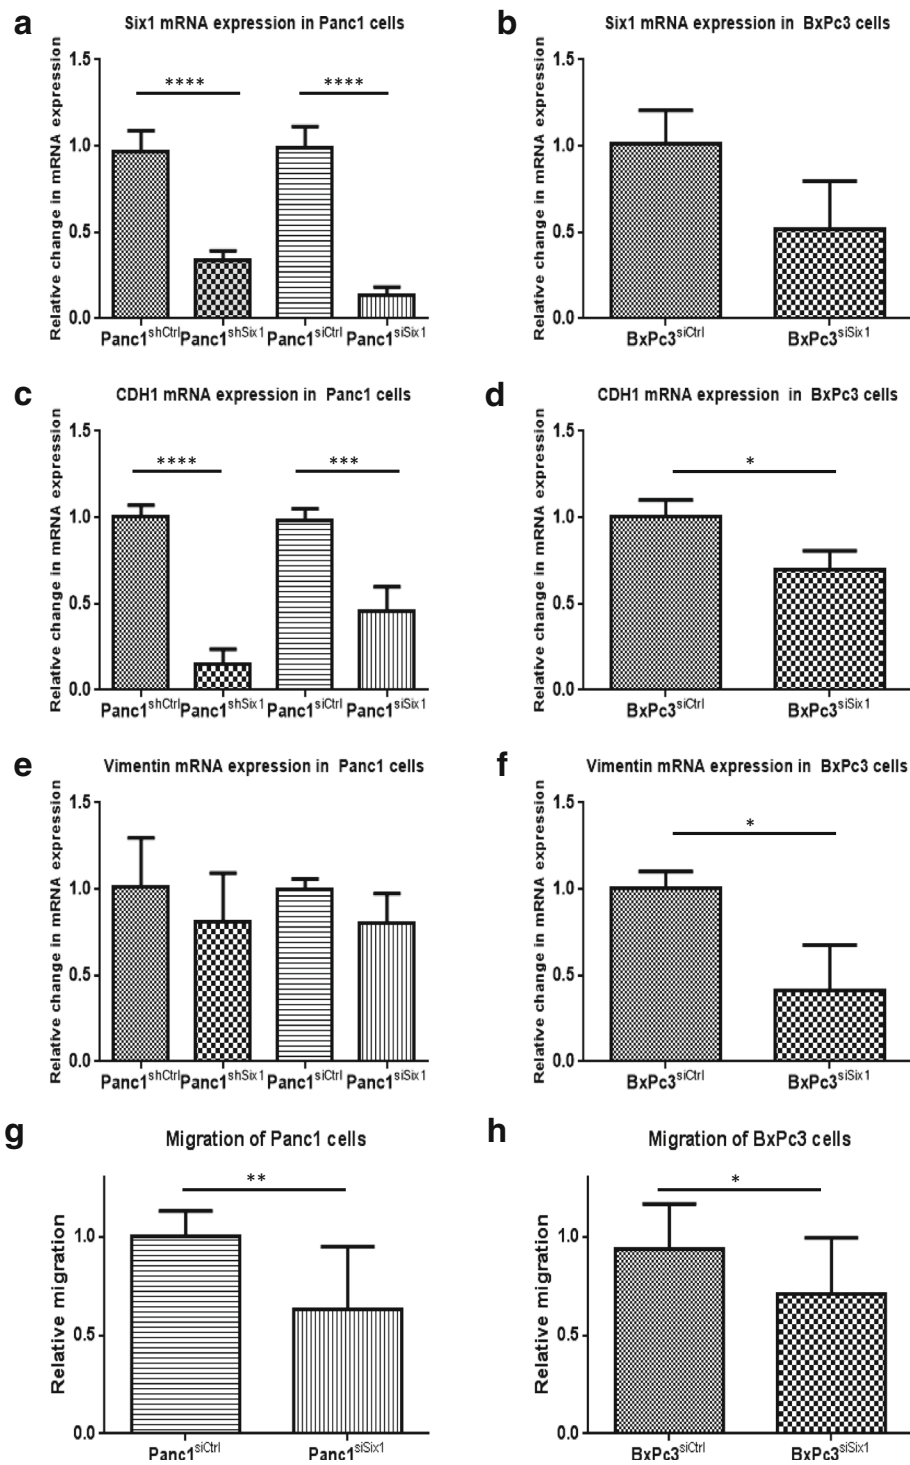 a
Six1 mRNA expression in Panc1 cells
Relative change in mRNA expression
1.5
1.0
0.5
0.0
****
****
Panc1shCtrl Panc1shSix1 Panc1siCtrl Panc1siSix1
b
Six1 mRNA expression in BxPc3 cells
Relative change in mRNA expression
1.5
1.0
0.5
0.0
BxPc3siCtrl BxPc3siSix1
c
CDH1 mRNA expression in Panc1 cells
Relative change in mRNA expression
1.5
1.0
0.5
0.0
****
***
Panc1shCtrl Panc1shSix1 Panc1siCtrl Panc1siSix1
d
CDH1 mRNA expression in BxPc3 cells
Relative change in mRNA expression
1.5
1.0
0.5
0.0
*
BxPc3siCtrl BxPc3siSix1
e
Vimentin mRNA expression in Panc1 cells
Relative change in mRNA expression
1.5
1.0
0.5
0.0
Panc1shCtrl Panc1shSix1 Panc1siCtrl Panc1siSix1
f
Vimentin mRNA expression in BxPc3 cells
Relative change in mRNA expression
1.5
1.0
0.5
0.0
*
BxPc3siCtrl BxPc3siSix1
g
Migration of Panc1 cells
Relative migration
1.0
0.5
0.0
**
Panc1siCtrl Panc1siSix1
h
Migration of BxPc3 cells
Relative migration
1.0
0.5
0.0
*
BxPc3siCtrl BxPc3siSix1